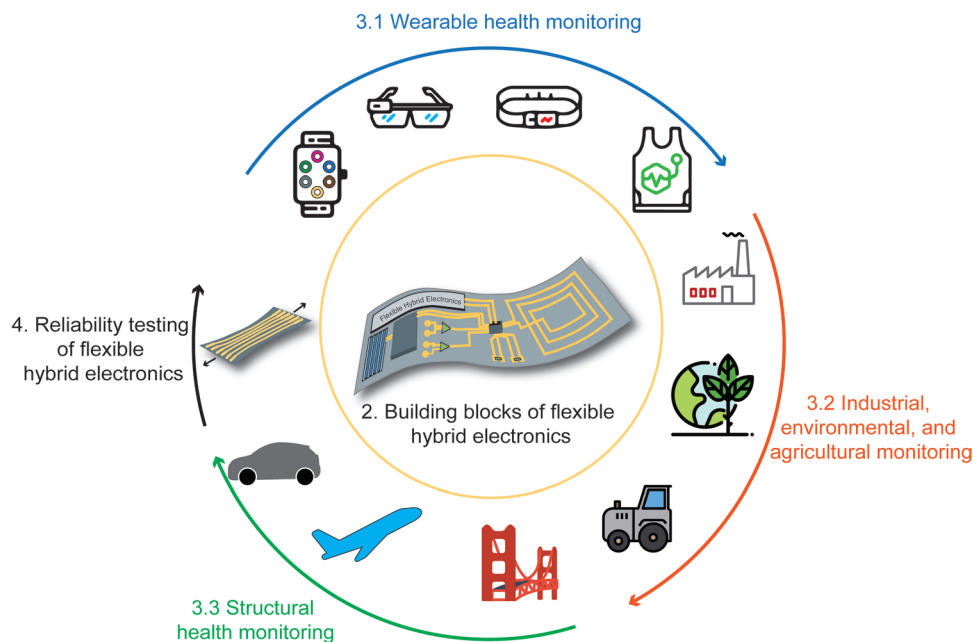 3.1 Wearable health monitoring
Flexible Hybrid Electronics
4. Reliability testing
of flexible
hybrid electronics
2. Building blocks of flexible
hybrid electronics
3.2 Industrial,
environmental, and
agricultural monitoring
3.3 Structural
health monitoring